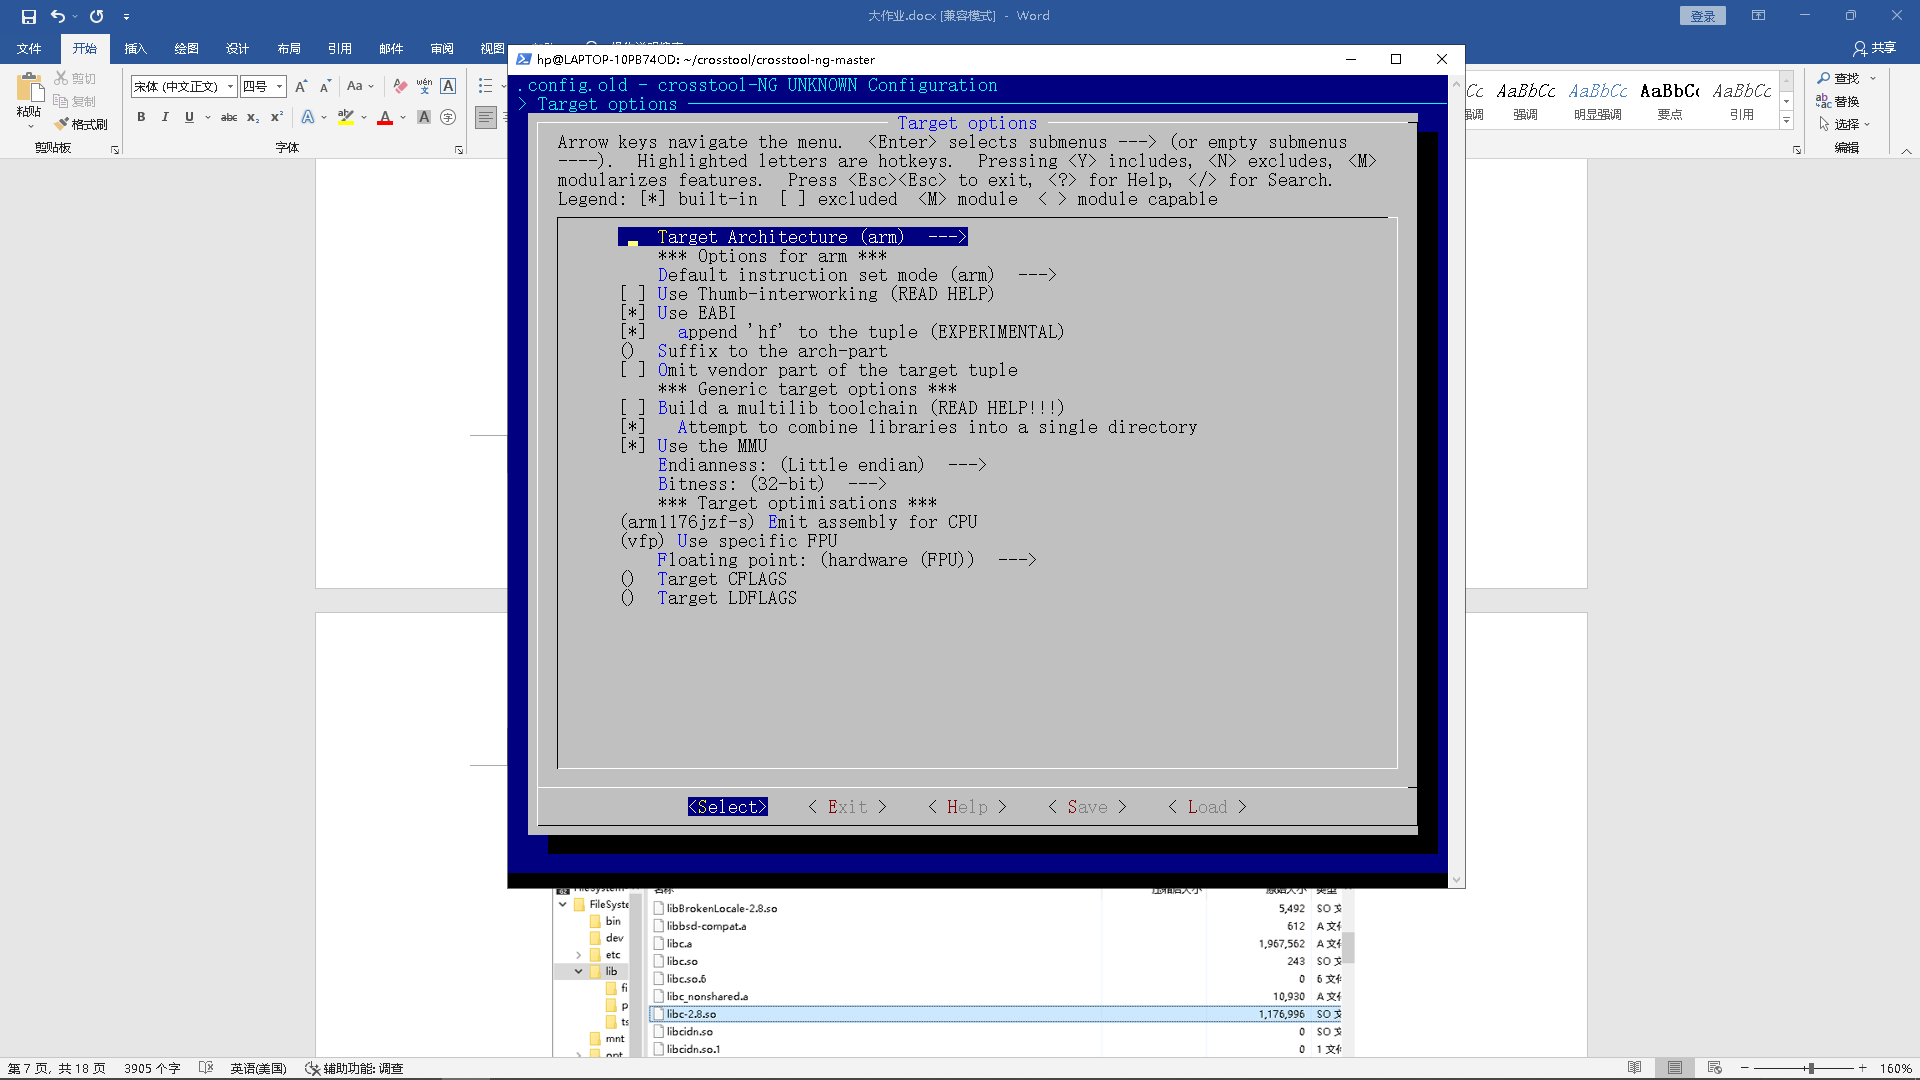 大作业.docx [兼容模式] - Word
登录
文件 开始 插入 绘图 设计 布局 引用 邮件 审阅 视图
共享
粘贴
剪切
复制
格式刷
剪贴板
宋体 (中文正文) 四号
字体
AaBbCc AaBbCc AaBbCc AaBbCc
强调 强调 明显强调 要点 引用
查找
替换
选择
编辑
hp@LAPTOP-10PB74OD: ~/crosstool/crosstool-ng-master
.config.old - crosstool-NG UNKNOWN Configuration
> Target options
Target options
Arrow keys navigate the menu. <Enter> selects submenus ---> (or empty submenus
----). Highlighted letters are hotkeys. Pressing <Y> includes, <N> excludes, <M>
modularizes features. Press <Esc><Esc> to exit, <?> for Help, </> for Search.
Legend: [*] built-in [ ] excluded <M> module < > module capable
Target Architecture (arm) --->
*** Options for arm ***
Default instruction set mode (arm) --->
[ ] Use Thumb-interworking (READ HELP)
[*] Use EABI
[*] append 'hf' to the tuple (EXPERIMENTAL)
() Suffix to the arch-part
[ ] Omit vendor part of the target tuple
*** Generic target options ***
[ ] Build a multilib toolchain (READ HELP!!!)
[*] Attempt to combine libraries into a single directory
[*] Use the MMU
Endianness: (Little endian) --->
Bitness: (32-bit) --->
*** Target optimisations ***
(arm1176jzf-s) Emit assembly for CPU
(vfp) Use specific FPU
Floating point: (hardware (FPU)) --->
() Target CFLAGS
() Target LDFLAGS
<Select> < Exit > < Help > < Save > < Load >
名称 压缩后大小 原始大小 类型
FileSyste
bin
dev
etc
lib
fi
p
ts
mnt
opt
libBrokenLocale-2.8.so 5,492 SO 文
libbsd-compat.a 612 A 文件
libc.a 1,967,562 A 文件
libc.so 243 SO 文
libc.so.6 0 6 文件
libc_nonshared.a 10,930 A 文件
libc-2.8.so 1,176,996 SO 文
libcidn.so 0 SO 文
libcidn.so.1 0 1 文件
第 7 页, 共 18 页 3905 个字 英语(美国) 辅助功能: 调查
160%